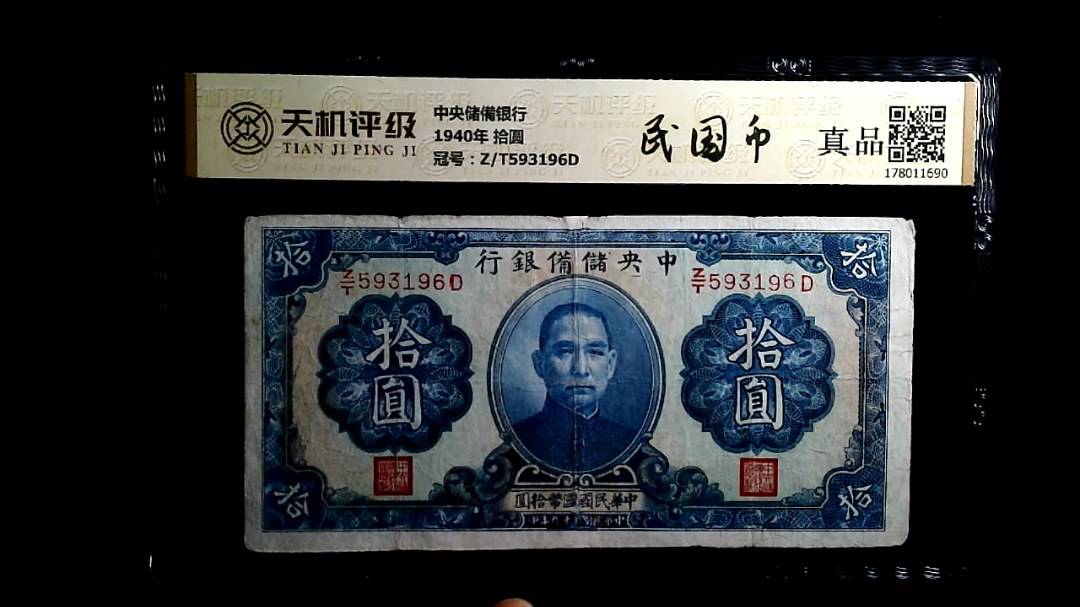 天机评级
TIAN JI PING JI
中央储備银行
1940年 拾圆
冠号：Z/T593196D
民国币
真品
178011690
行銀備儲央中
Z/T593196D
Z/T593196D
拾
拾
拾圓
拾圓
圓拾幣國國民華中
拾
拾